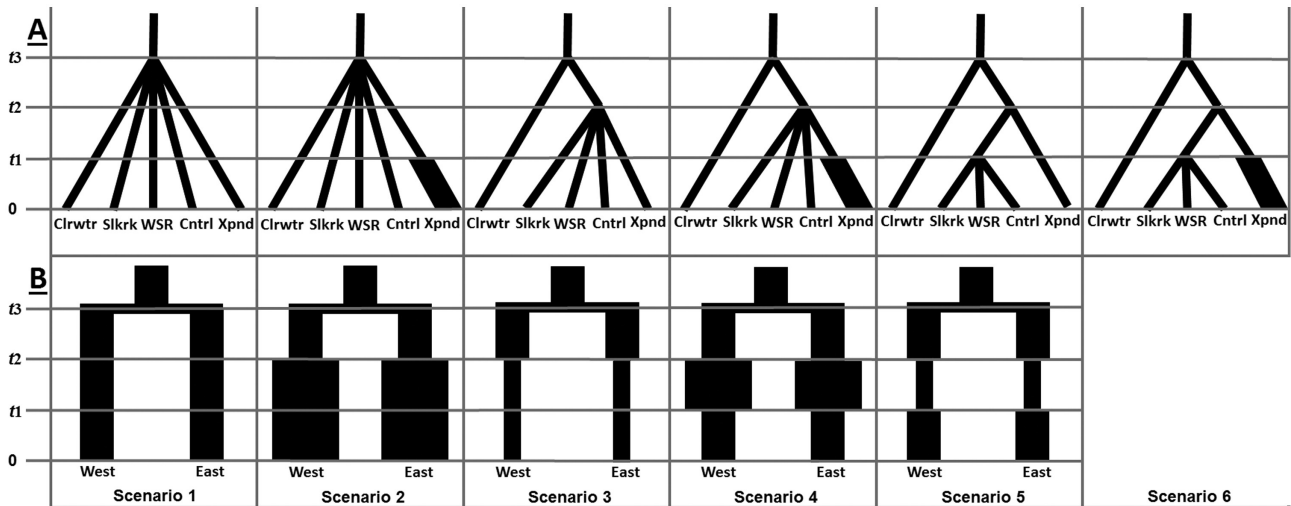 A
t3
t2
t1
0
Clrwtr Slkrk WSR Cntrl Xpnd
Clrwtr Slkrk WSR Cntrl Xpnd
Clrwtr Slkrk WSR Cntrl Xpnd
Clrwtr Slkrk WSR Cntrl Xpnd
Clrwtr Slkrk WSR Cntrl Xpnd
Clrwtr Slkrk WSR Cntrl Xpnd
B
t3
t2
t1
0
West East
West East
West East
West East
West East
Scenario 1 Scenario 2 Scenario 3 Scenario 4 Scenario 5 Scenario 6